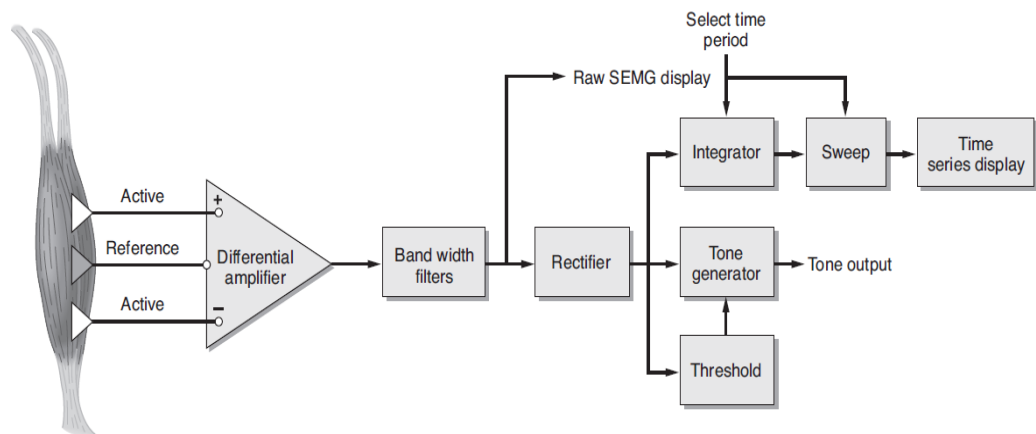 Select time
period
Raw SEMG display
Integrator
Sweep
Time
series display
Active
+
Reference
Differential
amplifier
Band width
filters
Rectifier
Tone
generator
Tone output
Active
−
Threshold